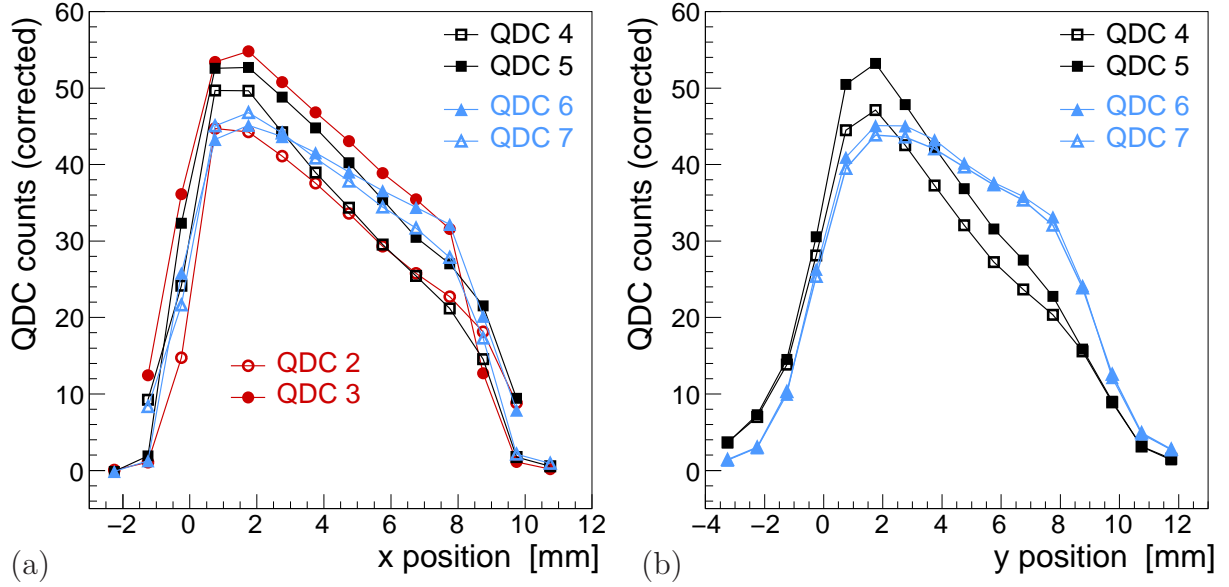 QDC counts (corrected)
60
50
40
30
20
10
0
QDC 4
QDC 5
QDC 6
QDC 7
QDC 2
QDC 3
−2 0 2 4 6 8 10 12
x position [mm]
(a)
QDC counts (corrected)
60
50
40
30
20
10
0
QDC 4
QDC 5
QDC 6
QDC 7
−4 −2 0 2 4 6 8 10 12
y position [mm]
(b)